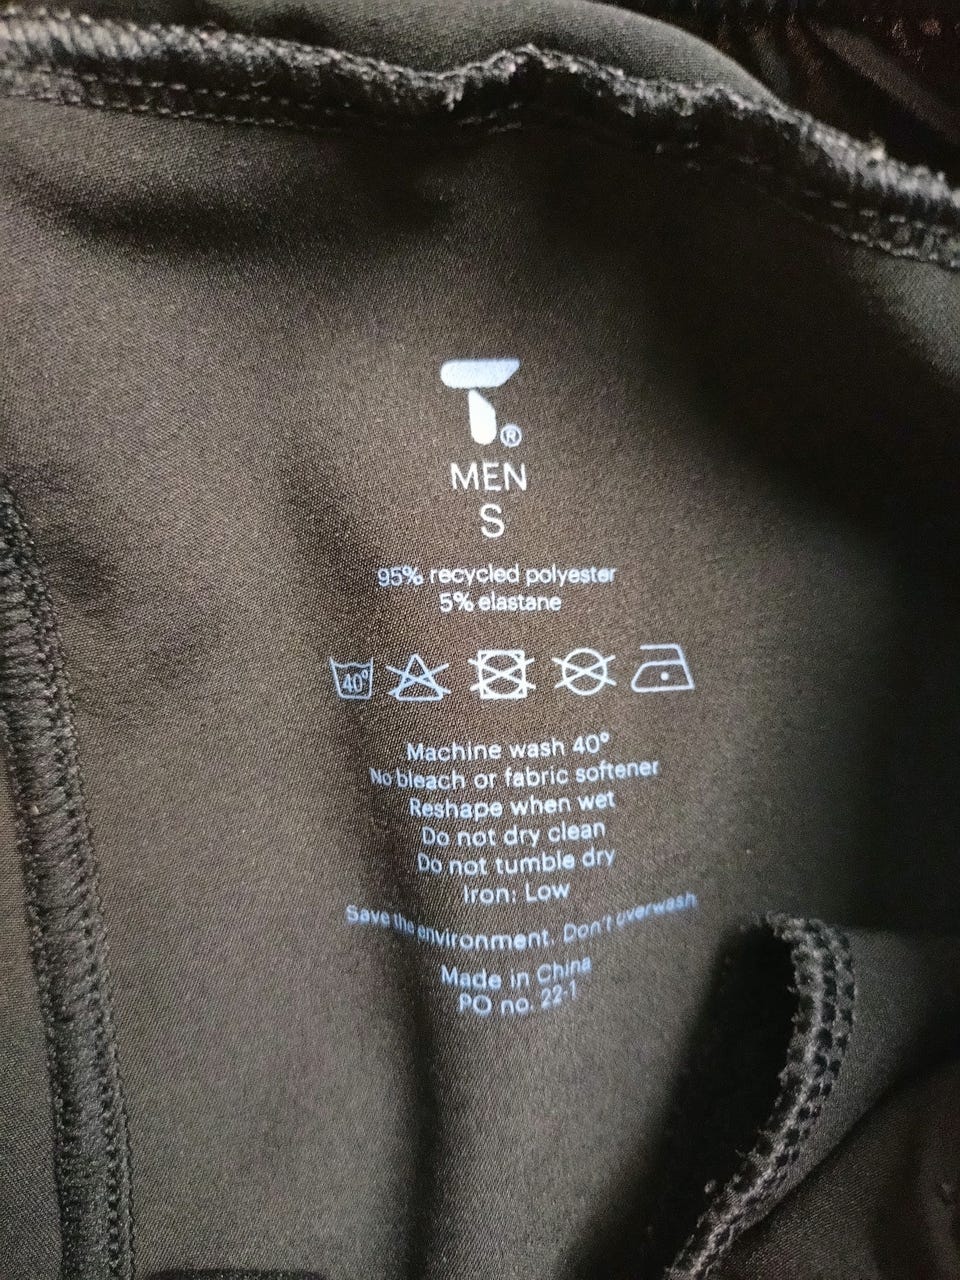 ®
MEN
S
95% recycled polyester
5% elastane
40°
Machine wash 40°
No bleach or fabric softener
Reshape when wet
Do not dry clean
Do not tumble dry
Iron: Low
Save the environment. Don't overwash
Made in China
PO no. 22-1